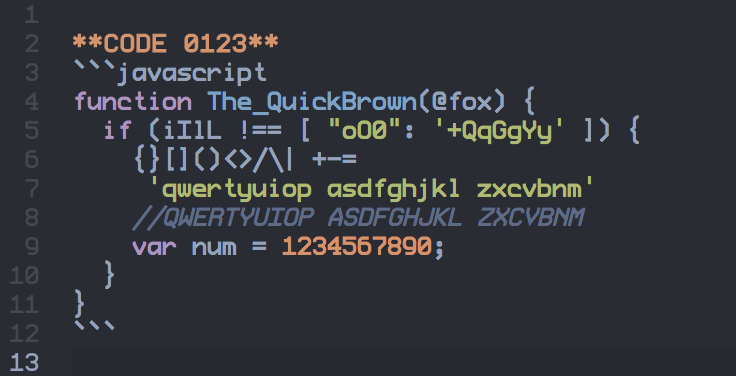 1
2 **CODE 0123**
3 ```javascript
4 function The_QuickBrown(@fox) {
5   if (iIlL !== [ "oO0": '+QqGgYy' ]) {
6     {}[]()<>/\| +-=
7      'qwertyuiop asdfghjkl zxcvbnm'
8     //QWERTYUIOP ASDFGHJKL ZXCVBNM
9     var num = 1234567890;
10   }
11 }
12 ```
13